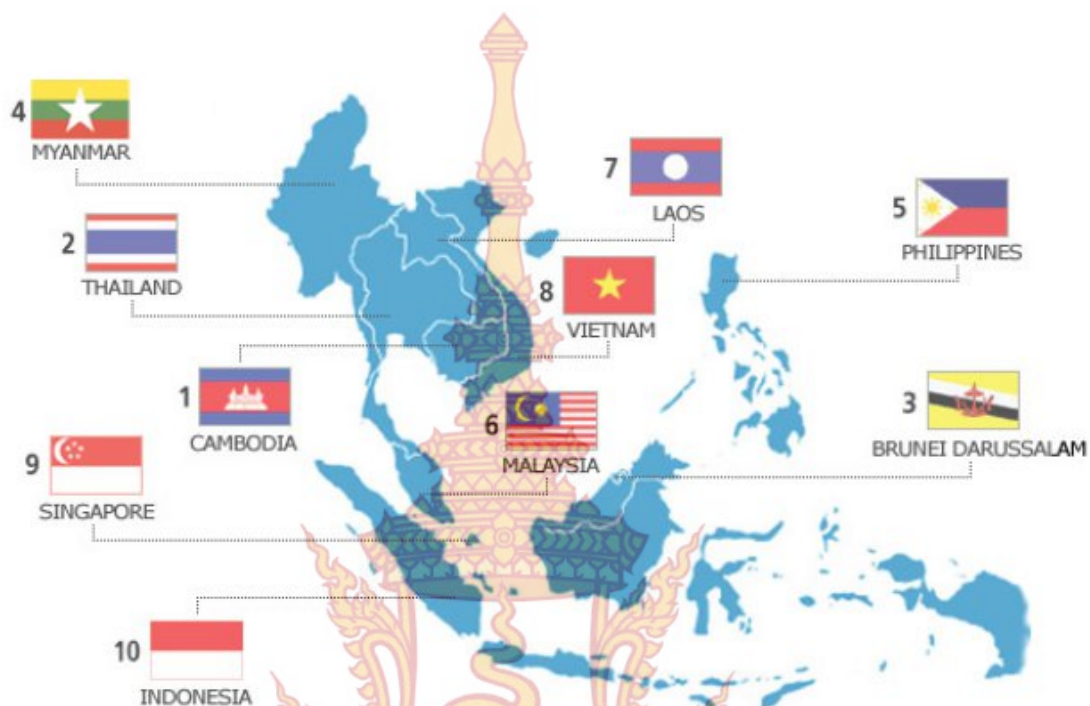 4
MYANMAR
7
LAOS
5
PHILIPPINES
2
THAILAND
8
VIETNAM
1
CAMBODIA
6
MALAYSIA
3
BRUNEI DARUSSALAM
9
SINGAPORE
10
INDONESIA